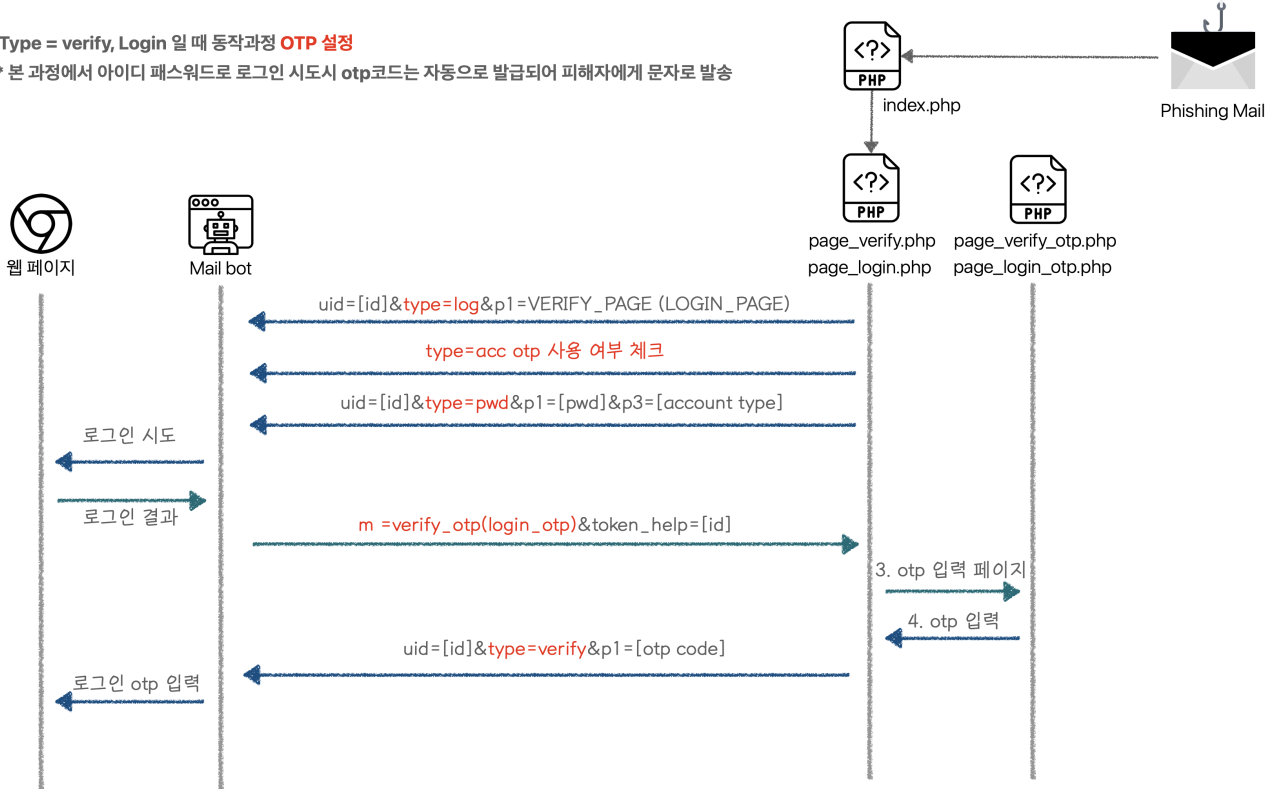 Type = verify, Login 일 때 동작과정 OTP 설정
* 본 과정에서 아이디 패스워드로 로그인 시도시 otp코드는 자동으로 발급되어 피해자에게 문자로 발송
<?>
PHP
index.php
Phishing Mail
<?>
PHP
<?>
PHP
page_verify.php
page_login.php
page_verify_otp.php
page_login_otp.php
웹 페이지
Mail bot
uid=[id]&type=log&p1=VERIFY_PAGE (LOGIN_PAGE)
type=acc otp 사용 여부 체크
uid=[id]&type=pwd&p1=[pwd]&p3=[account type]
로그인 시도
로그인 결과
m =verify_otp(login_otp)&token_help=[id]
3. otp 입력 페이지
4. otp 입력
uid=[id]&type=verify&p1=[otp code]
로그인 otp 입력